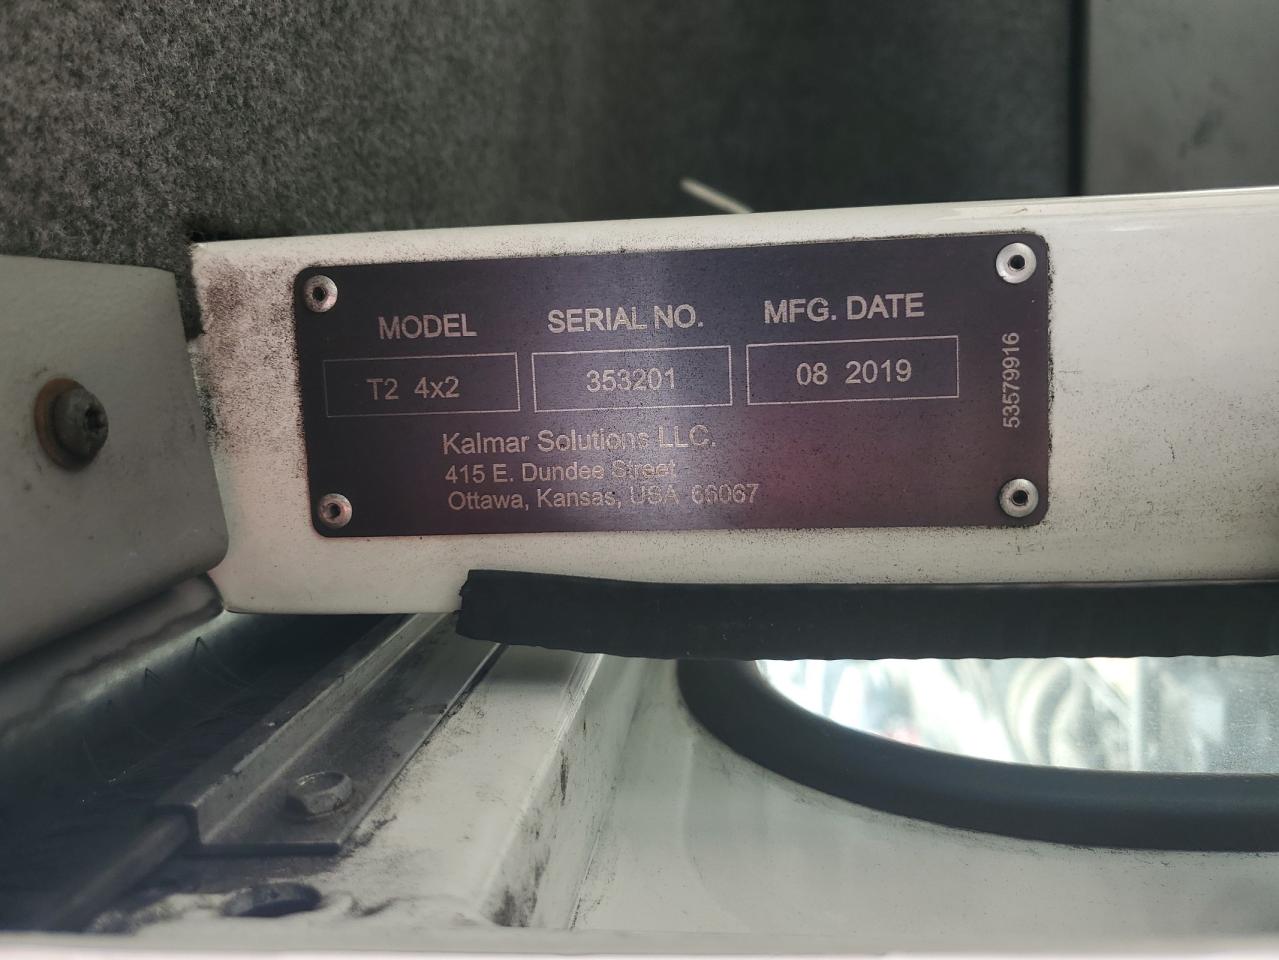 MODEL SERIAL NO. MFG. DATE
T2 4x2 353201 08 2019
Kalmar Solutions LLC.
415 E. Dundee Street
Ottawa, Kansas, USA 66067
53579916